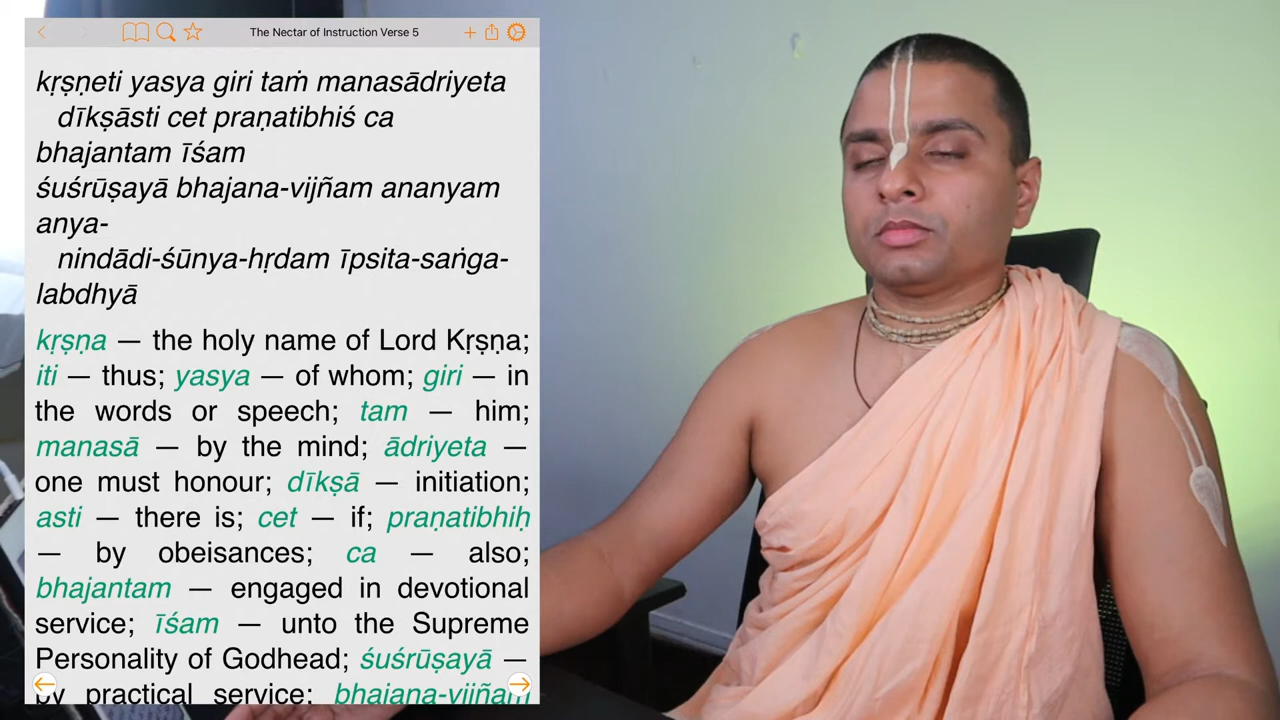 The Nectar of Instruction Verse 5
kṛṣṇeti yasya giri taṁ manasādriyeta
dīkṣāsti cet praṇatibhiś ca
bhajantam īśam
śuśrūṣayā bhajana-vijñam ananyam
anya-
nindādi-śūnya-hṛdam īpsita-saṅga-
labdhyā
kṛṣṇa — the holy name of Lord Kṛṣṇa;
iti — thus; yasya — of whom; giri — in
the words or speech; tam — him;
manasā — by the mind; ādriyeta —
one must honour; dīkṣā — initiation;
asti — there is; cet — if; praṇatibhiḥ
— by obeisances; ca — also;
bhajantam — engaged in devotional
service; īśam — unto the Supreme
Personality of Godhead; śuśrūṣayā —
by practical service; bhajana-vijñam